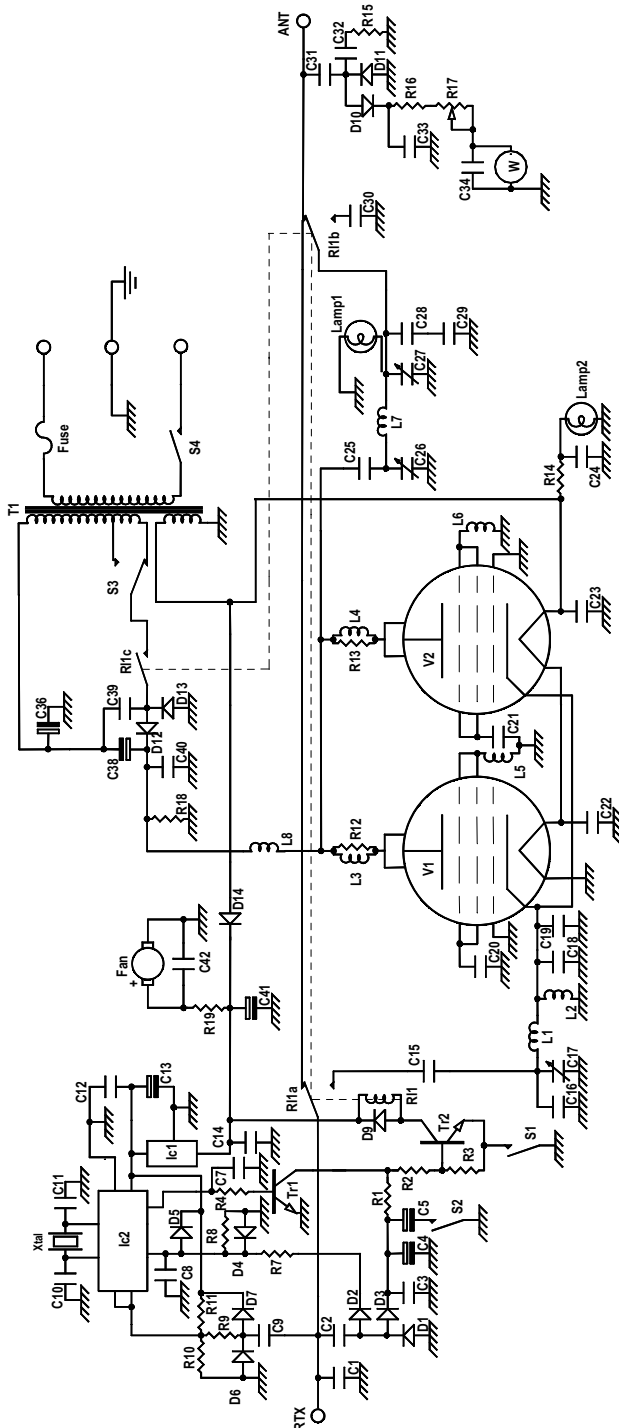 RTX
C1
C2
C9
D6
D7
R10
R9
R11
C10
Xtal
C11
Ic2
C8
D5
R8
D4
R7
R4
C7
Tr1
D2
D3
D1
C3
C4
C5
S2
R1
R2
R3
Tr2
S1
C12
C13
Ic1
C14
D9
Rl1
Rl1a
C15
C16
C17
L1
L2
C18
C19
Fan
+
C42
R19
C41
D14
R18
C40
D12
D13
C38
C39
C36
Rl1c
S3
T1
Fuse
S4
L8
L3
R12
V1
C20
C22
L5
C21
R13
L4
V2
L6
C23
R14
C24
Lamp2
C25
C26
L7
C27
Lamp1
C28
C29
Rl1b
C30
ANT
C31
C32
R15
D11
D10
C33
R16
R17
C34
W